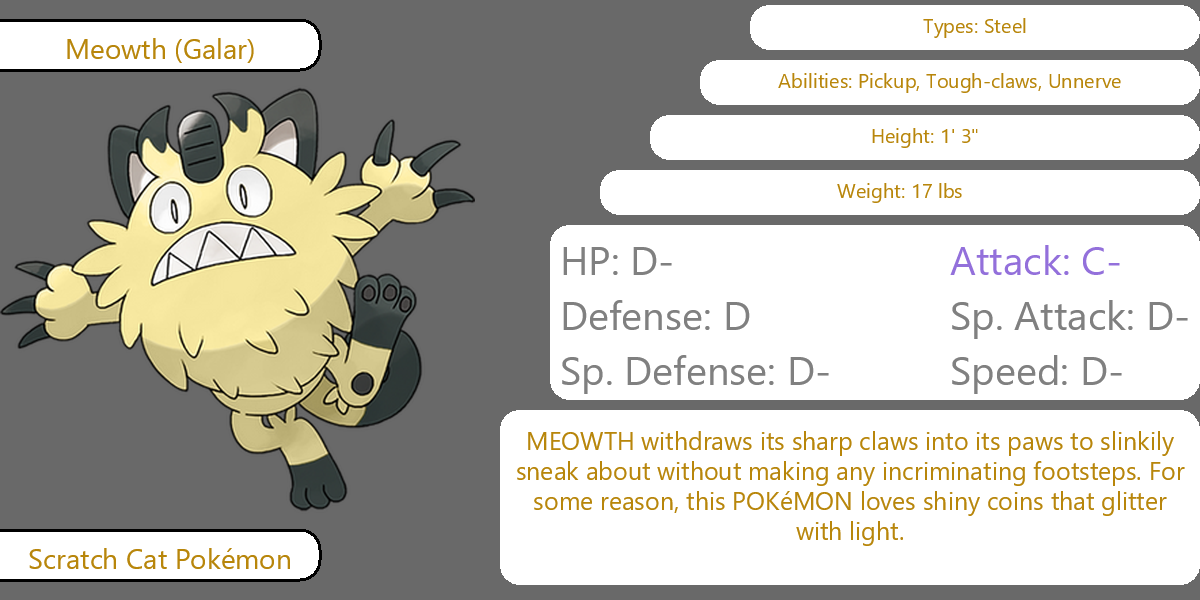 Meowth (Galar)
Types: Steel
Abilities: Pickup, Tough-claws, Unnerve
Height: 1' 3"
Weight: 17 lbs
HP: D-
Attack: C-
Defense: D
Sp. Attack: D-
Sp. Defense: D-
Speed: D-
MEOWTH withdraws its sharp claws into its paws to slinkily
sneak about without making any incriminating footsteps. For
some reason, this POKéMON loves shiny coins that glitter
with light.
Scratch Cat Pokémon